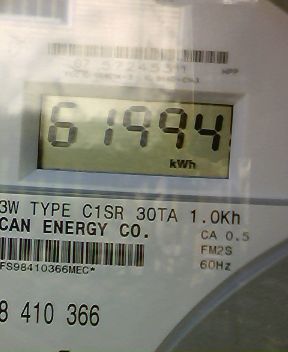 61994
kWh
3W TYPE C1SR 30TA 1.0Kh
CAN ENERGY CO.
CA 0.5
FM2S
60Hz
FS98410366MEC*
8 410 366